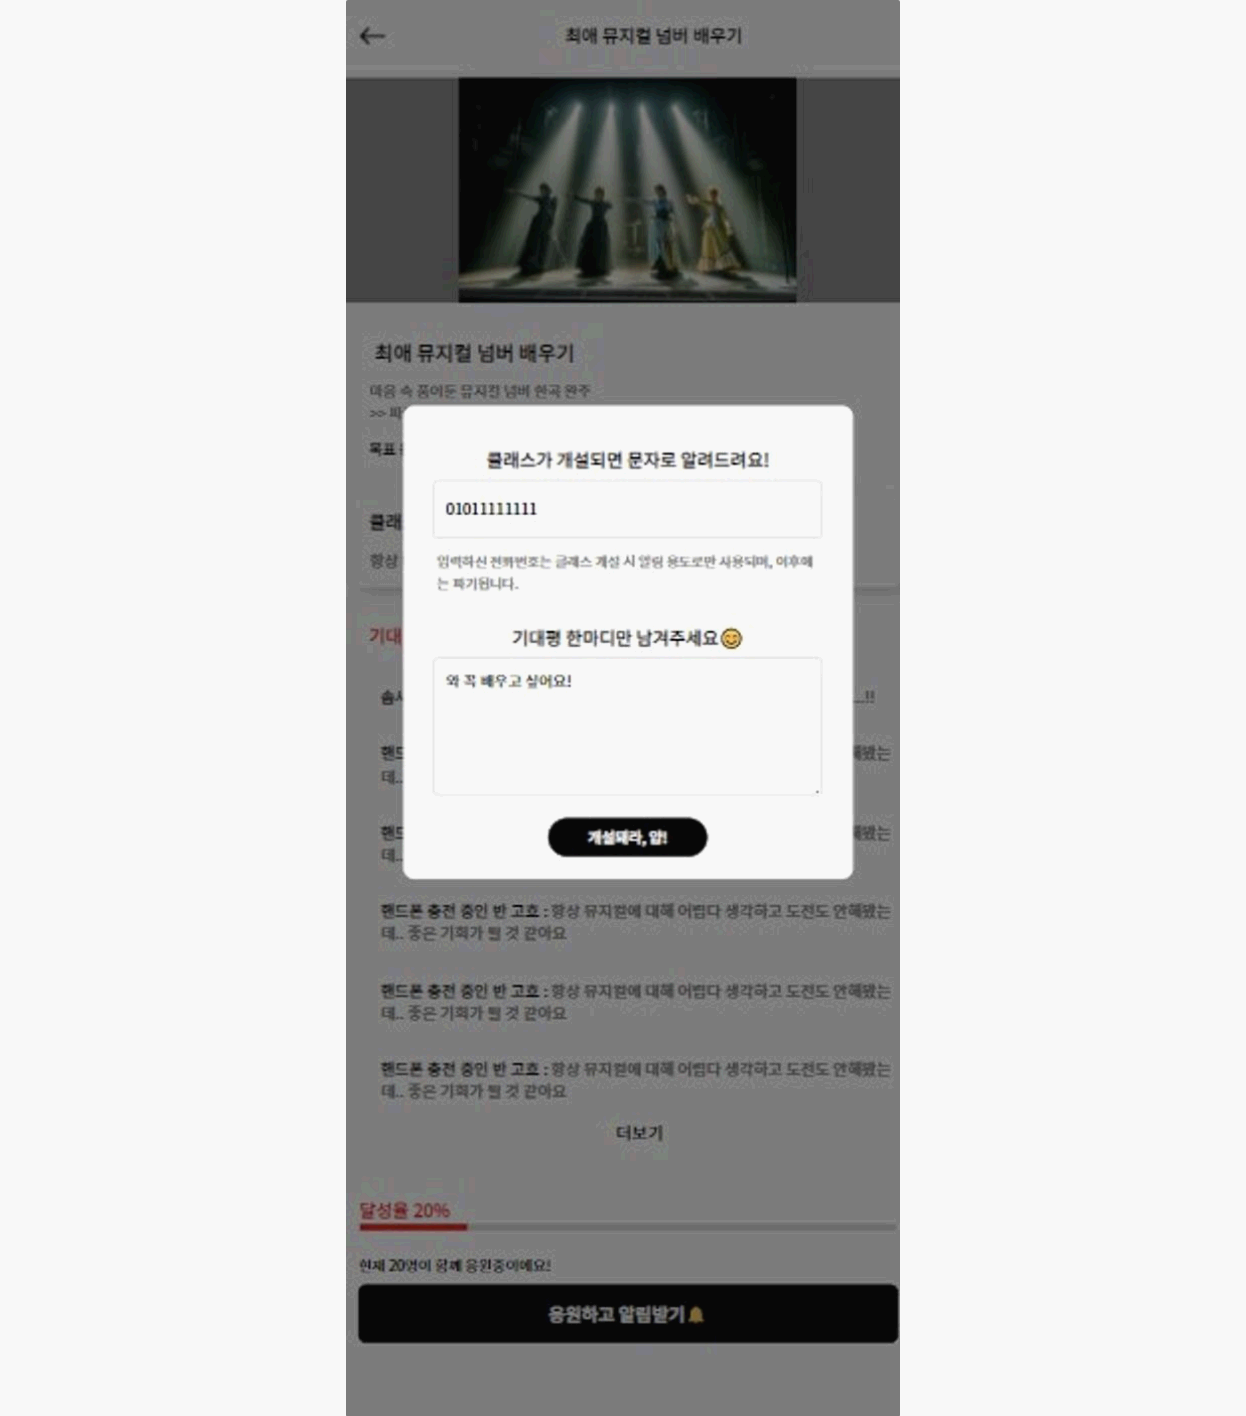 최애 뮤지컬 넘버 배우기
최애 뮤지컬 넘버 배우기
마음 속 품어둔 뮤지컬 넘버 한곡 완주
>>
목표
클래스가 개설되면 문자로 알려드려요!
01011111111
클래
항상
입력하신 전화번호는 클래스 개설 시 알림 용도로만 사용되며, 이후에
는 파기됩니다.
기대
기대평 한마디만 남겨주세요😊
와 꼭 배우고 싶어요!
...!!
핸드
해봤는
데..
개설돼라, 얍!
핸드
해봤는
데..
핸드폰 충전 중인 반 고흐 : 항상 뮤지컬에 대해 어렵다 생각하고 도전도 안해봤는
데.. 좋은 기회가 될 것 같아요
핸드폰 충전 중인 반 고흐 : 항상 뮤지컬에 대해 어렵다 생각하고 도전도 안해봤는
데.. 좋은 기회가 될 것 같아요
핸드폰 충전 중인 반 고흐 : 항상 뮤지컬에 대해 어렵다 생각하고 도전도 안해봤는
데.. 좋은 기회가 될 것 같아요
더보기
달성율 20%
현재 20명이 함께 응원중이에요!
응원하고 알림받기🔔